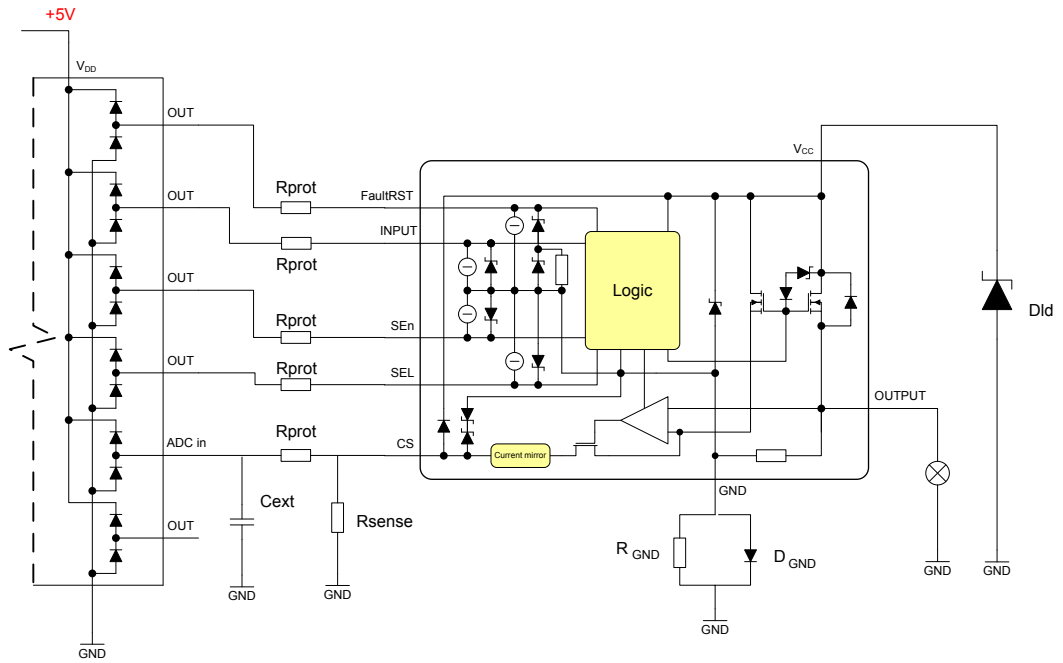 +5V
VDD
OUT
VCC
Rprot
FaultRST
OUT
INPUT
Rprot
Logic
OUT
Dld
Rprot
SEn
OUT
Rprot
SEL
OUTPUT
ADC in
Rprot
CS
Current mirror
GND
Cext
Rsense
OUT
R GND
D GND
GND
GND
GND
GND
GND
GND